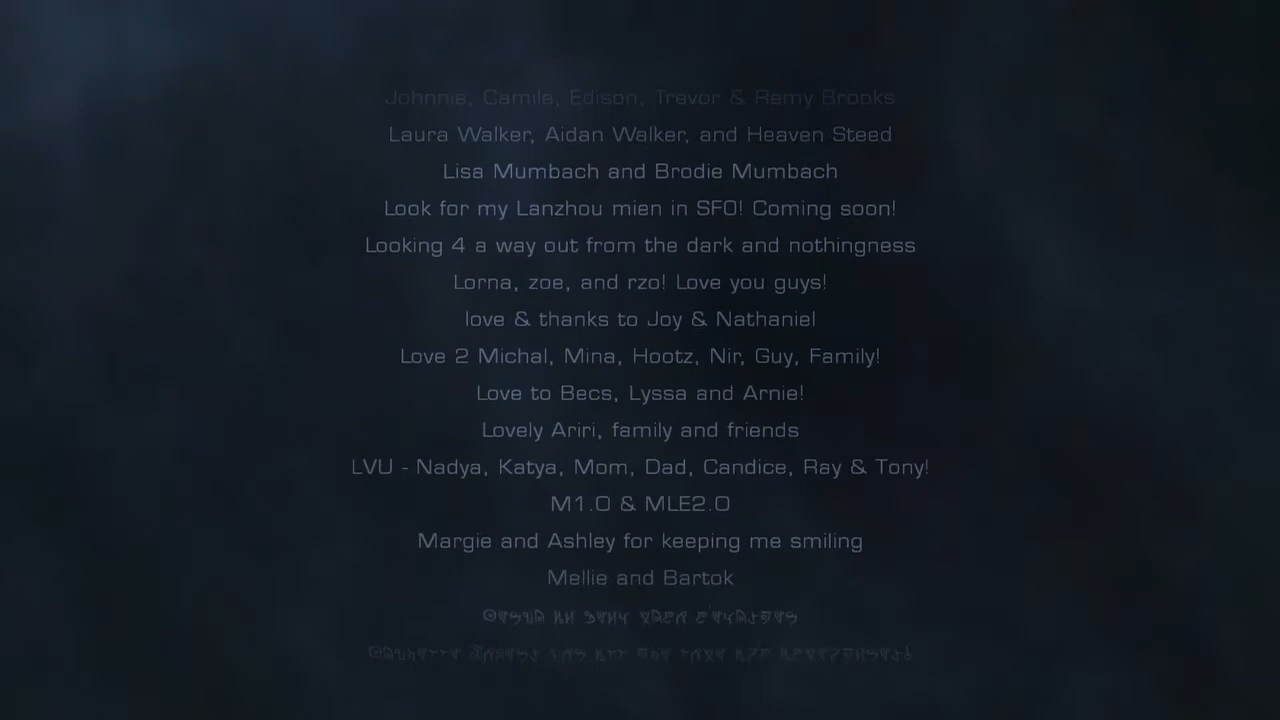 Johnnie, Camile, Edison, Trevor & Remy Brooks
Laura Walker, Aidan Walker, and Heaven Steed
Lisa Mumbach and Brodie Mumbach
Look for my Lanzhou mien in SFO! Coming soon!
Looking 4 a way out from the dark and nothingness
Lorna, zoe, and rzo! Love you guys!
love & thanks to Joy & Nathaniel
Love 2 Michal, Mina, Hootz, Nir, Guy, Family!
Love to Becs, Lyssa and Arnie!
Lovely Ariri, family and friends
LVU - Nadya, Katya, Mom, Dad, Candice, Ray & Tony!
M1.0 & MLE2.0
Margie and Ashley for keeping me smiling
Mellie and Bartok